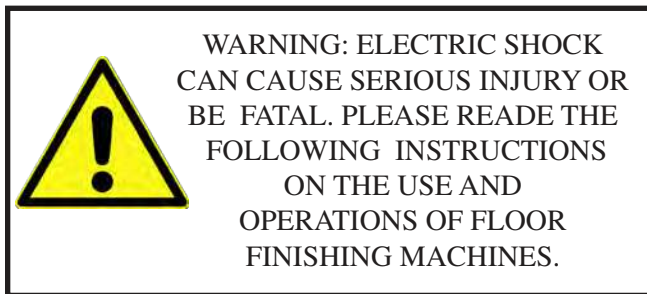 WARNING: ELECTRIC SHOCK
CAN CAUSE SERIOUS INJURY OR
BE FATAL. PLEASE READE THE
FOLLOWING INSTRUCTIONS
ON THE USE AND
OPERATIONS OF FLOOR
FINISHING MACHINES.